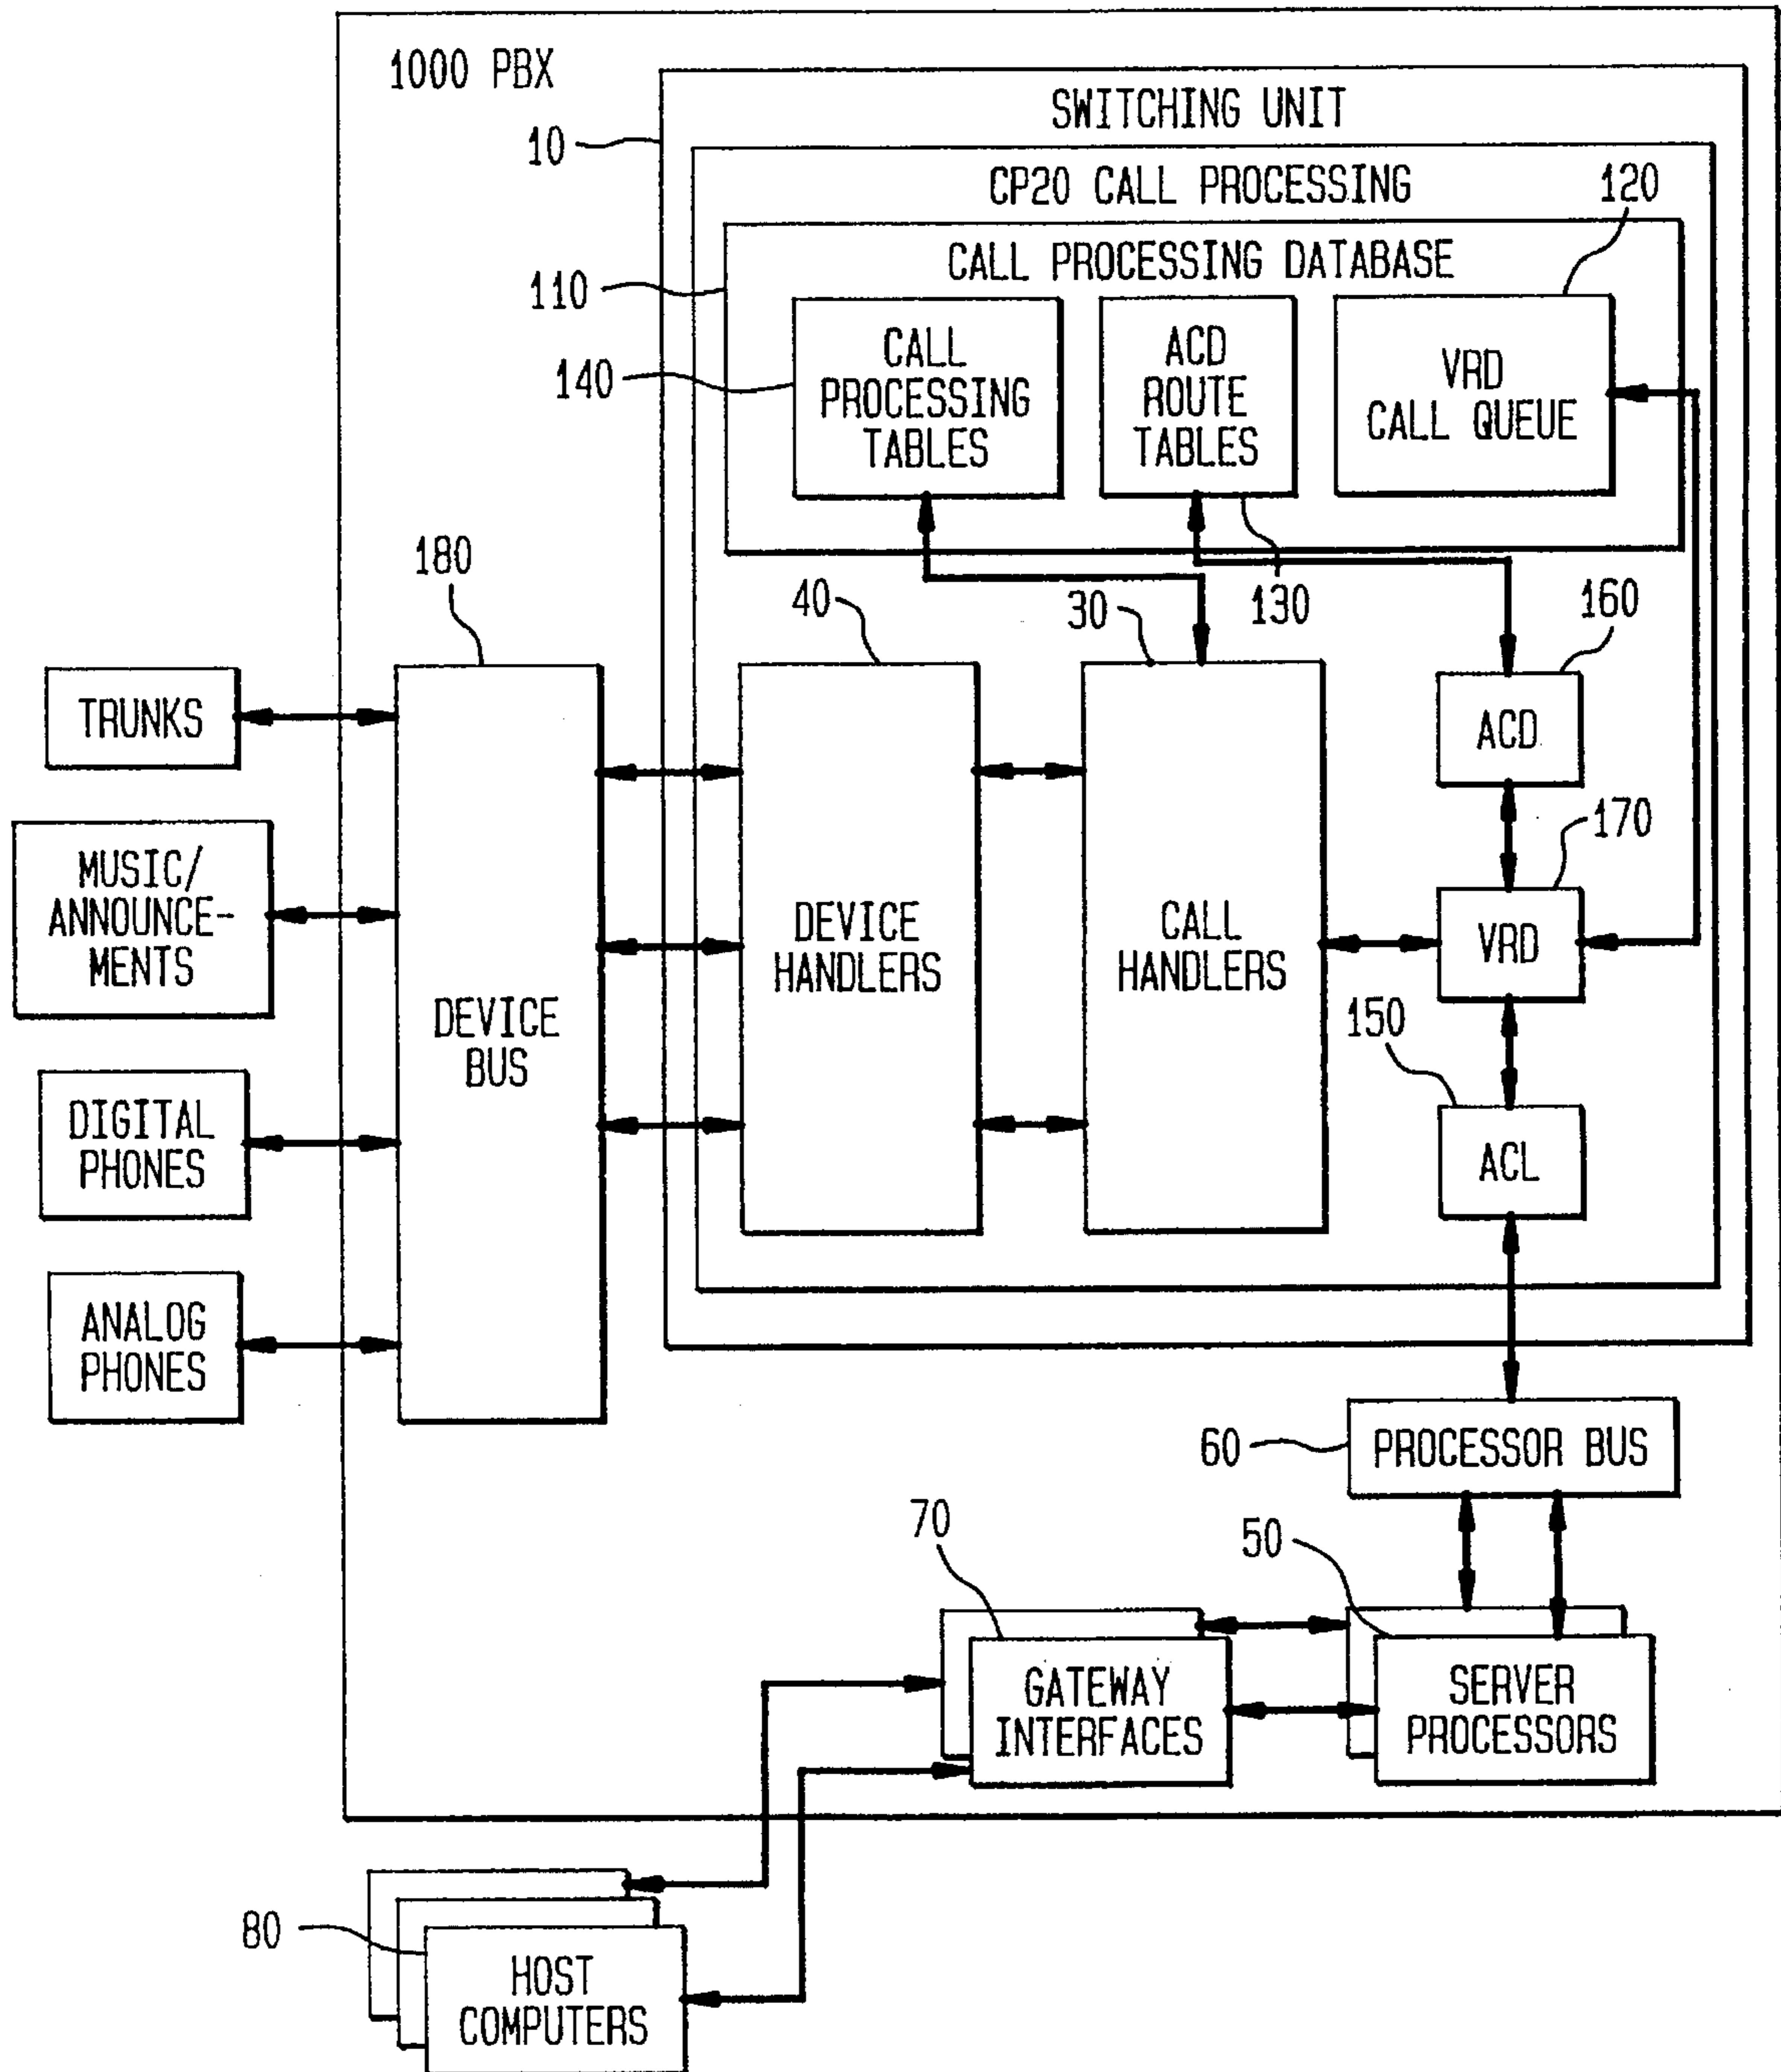 1000 PBX
SWITCHING UNIT
10
CP20 CALL PROCESSING
120
CALL PROCESSING DATABASE
110
CALL
PROCESSING
TABLES
140
ACD
ROUTE
TABLES
VRD
CALL QUEUE
180
40
30
130
160
TRUNKS
ACD
MUSIC/
ANNOUNCE-
MENTS
170
DEVICE
HANDLERS
CALL
HANDLERS
VRD
DEVICE
BUS
150
DIGITAL
PHONES
ACL
ANALOG
PHONES
60
PROCESSOR BUS
70
50
GATEWAY
INTERFACES
SERVER
PROCESSORS
80
HOST
COMPUTERS